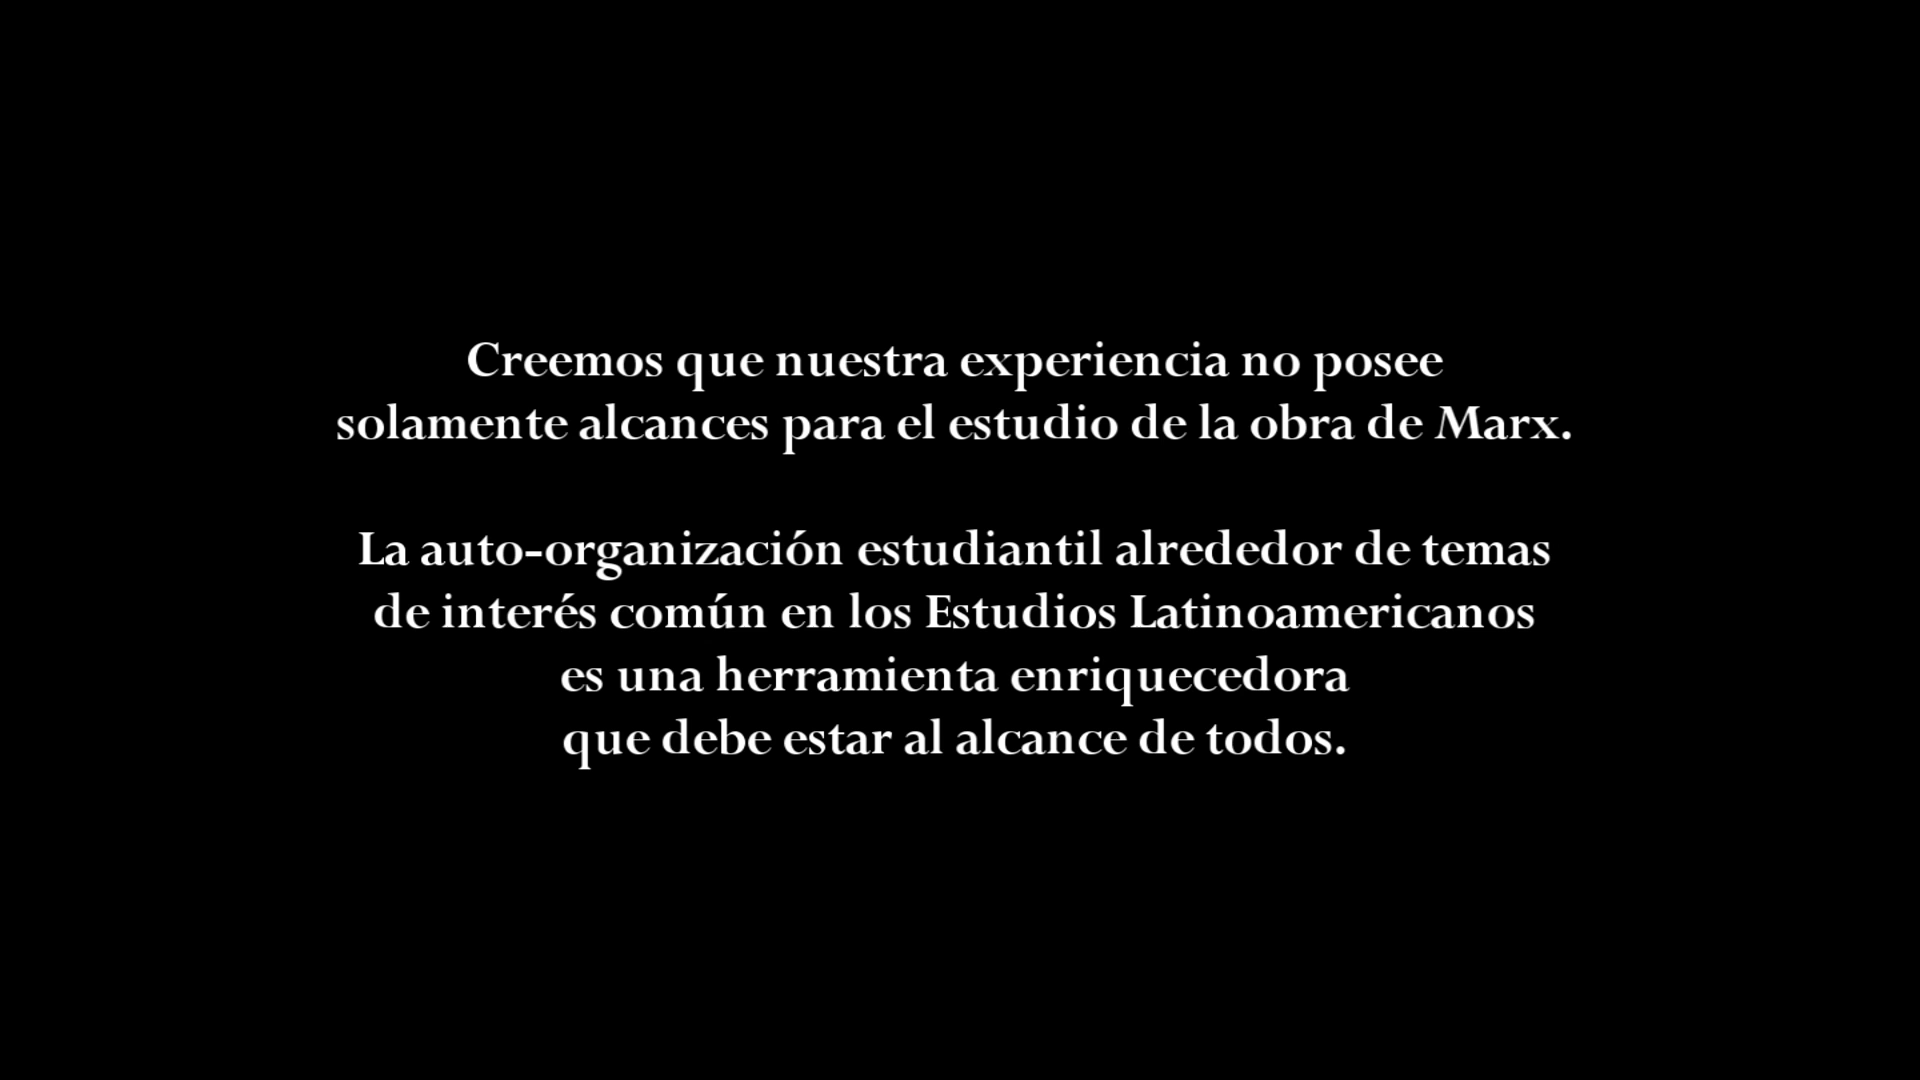 Creemos que nuestra experiencia no posee
solamente alcances para el estudio de la obra de Marx.
La auto-organización estudiantil alrededor de temas
de interés común en los Estudios Latinoamericanos
es una herramienta enriquecedora
que debe estar al alcance de todos.